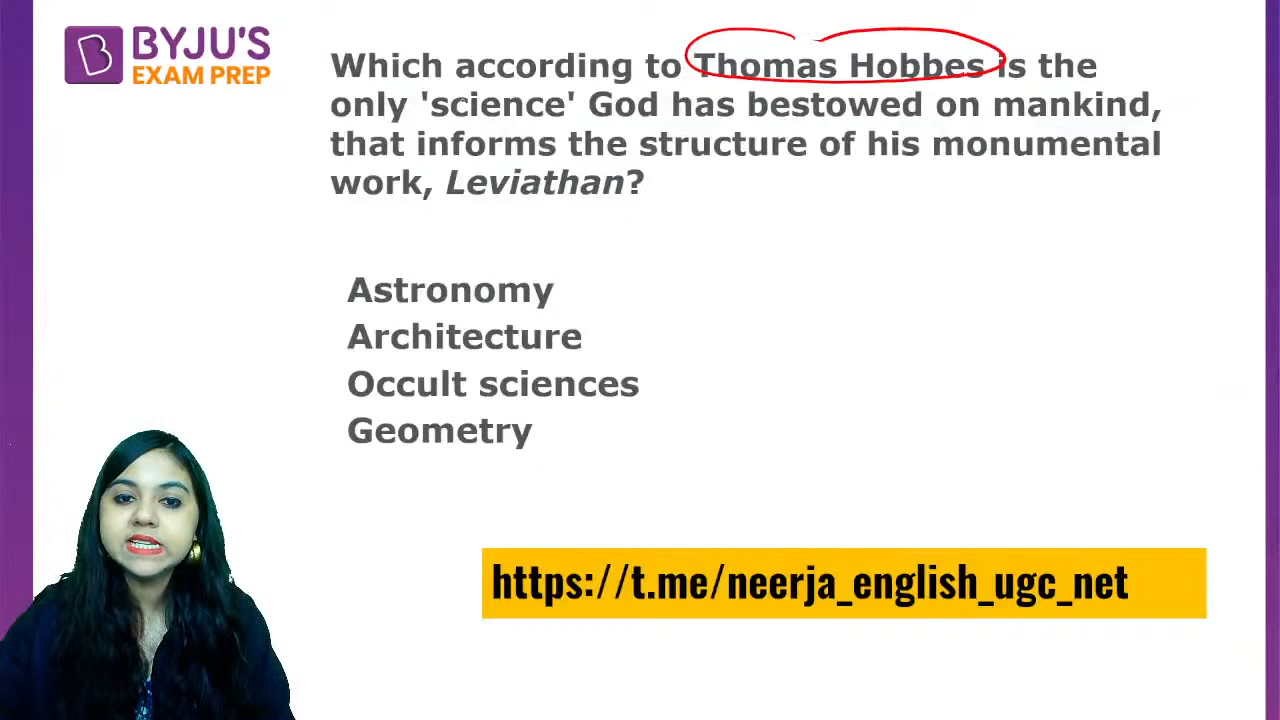 BYJU'S
EXAM PREP
Which according to Thomas Hobbes is the
only 'science' God has bestowed on mankind,
that informs the structure of his monumental
work, Leviathan?
Astronomy
Architecture
Occult sciences
Geometry
https://t.me/neerja_english_ugc_net